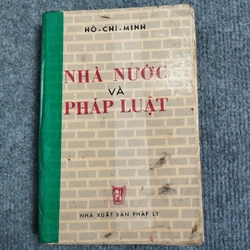 HỒ-CHÍ-MINH
NHÀ NƯỚC
VÀ
PHÁP LUẬT
NHÀ XUẤT BẢN PHÁP LÝ